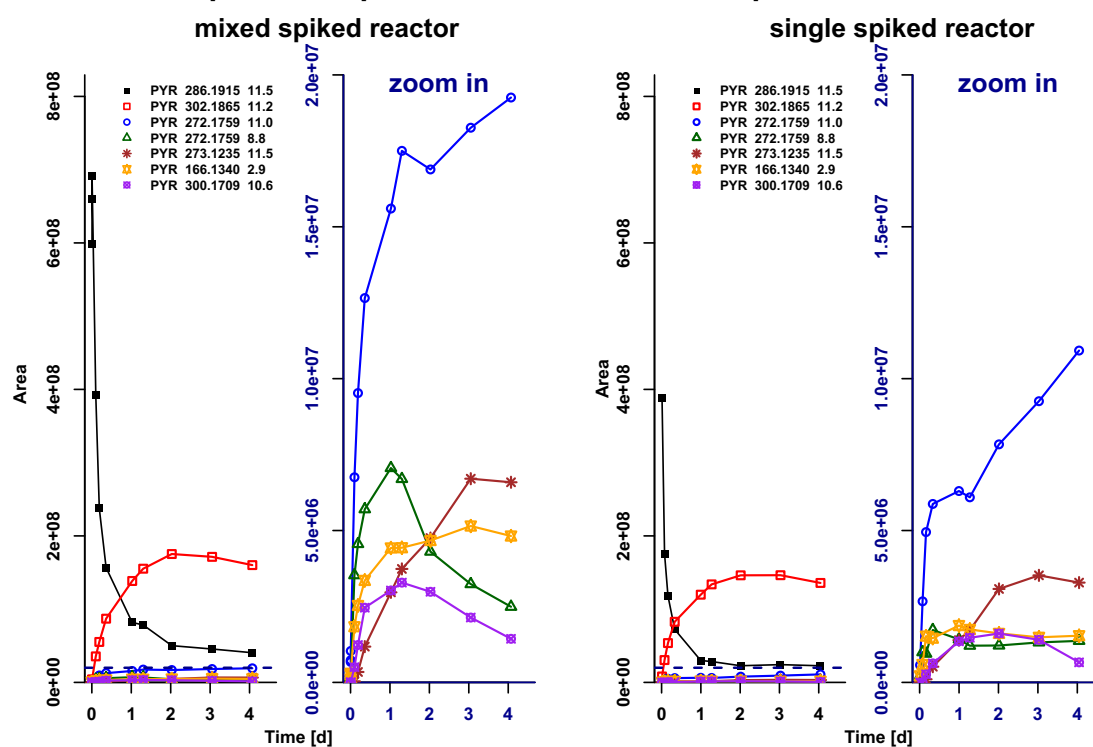 mixed spiked reactor
single spiked reactor
zoom in
zoom in
PYR 286.1915 11.5
PYR 302.1865 11.2
PYR 272.1759 11.0
PYR 272.1759 8.8
PYR 273.1235 11.5
PYR 166.1340 2.9
PYR 300.1709 10.6
PYR 286.1915 11.5
PYR 302.1865 11.2
PYR 272.1759 11.0
PYR 272.1759 8.8
PYR 273.1235 11.5
PYR 166.1340 2.9
PYR 300.1709 10.6
Area
0e+00 2e+08 4e+08 6e+08 8e+08
0.0e+00 5.0e+06 1.0e+07 1.5e+07 2.0e+07
Area
0e+00 2e+08 4e+08 6e+08 8e+08
0.0e+00 5.0e+06 1.0e+07 1.5e+07 2.0e+07
0 1 2 3 4
0 1 2 3 4
0 1 2 3 4
0 1 2 3 4
Time [d]
Time [d]